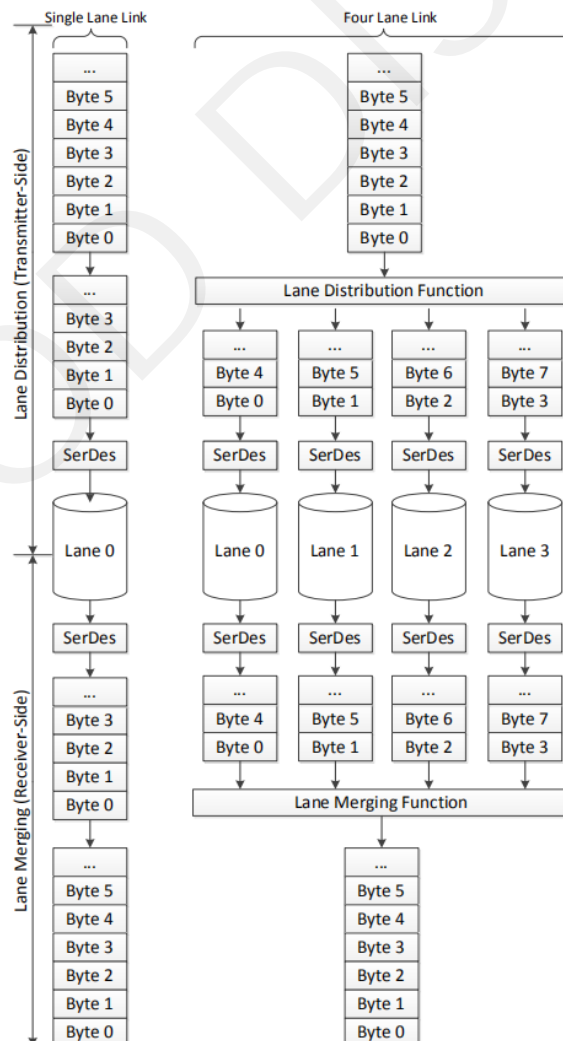 Single Lane Link
Four Lane Link
Lane Distribution (Transmitter-Side)
Lane Merging (Receiver-Side)
...
Byte 5
Byte 4
Byte 3
Byte 2
Byte 1
Byte 0
...
Byte 3
Byte 2
Byte 1
Byte 0
SerDes
Lane 0
SerDes
...
Byte 3
Byte 2
Byte 1
Byte 0
...
Byte 5
Byte 4
Byte 3
Byte 2
Byte 1
Byte 0
...
Byte 5
Byte 4
Byte 3
Byte 2
Byte 1
Byte 0
Lane Distribution Function
... ... ... ...
Byte 4 Byte 5 Byte 6 Byte 7
Byte 0 Byte 1 Byte 2 Byte 3
SerDes SerDes SerDes SerDes
Lane 0 Lane 1 Lane 2 Lane 3
SerDes SerDes SerDes SerDes
... ... ... ...
Byte 4 Byte 5 Byte 6 Byte 7
Byte 0 Byte 1 Byte 2 Byte 3
Lane Merging Function
...
Byte 5
Byte 4
Byte 3
Byte 2
Byte 1
Byte 0